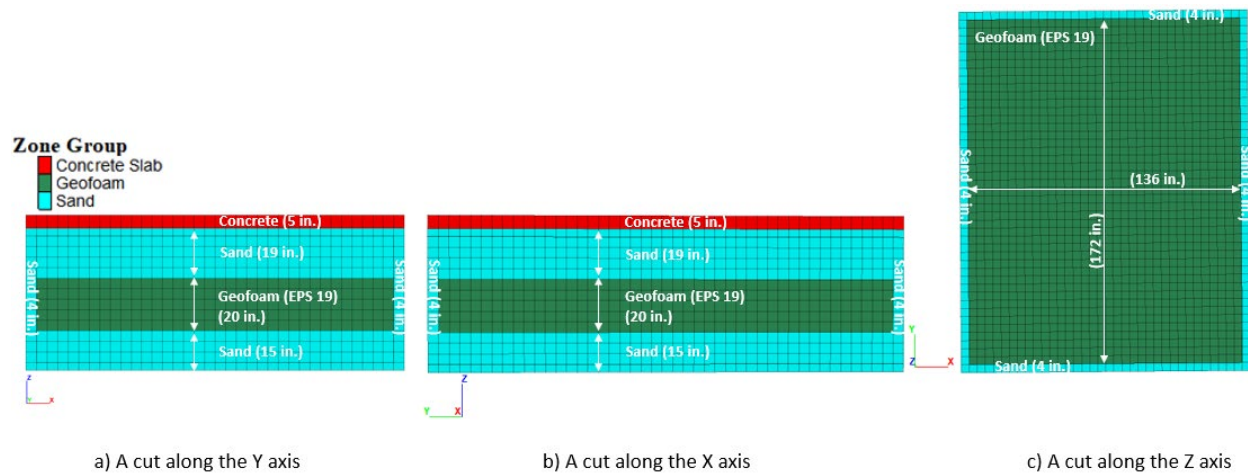 Zone Group
Concrete Slab
Geofoam
Sand
Concrete (5 in.)
Sand (19 in.)
Geofoam (EPS 19)
(20 in.)
Sand (15 in.)
Sand (4 in.)
Sand (4 in.)
Z
Y
X
a) A cut along the Y axis
Concrete (5 in.)
Sand (19 in.)
Geofoam (EPS 19)
(20 in.)
Sand (15 in.)
Sand (4 in.)
Sand (4 in.)
Z
Y
X
b) A cut along the X axis
Sand (4 in.)
Geofoam (EPS 19)
Sand (4 in.)
(136 in.)
(172 in.)
Sand (4 in.)
Sand (4 in.)
Y
Z
X
c) A cut along the Z axis